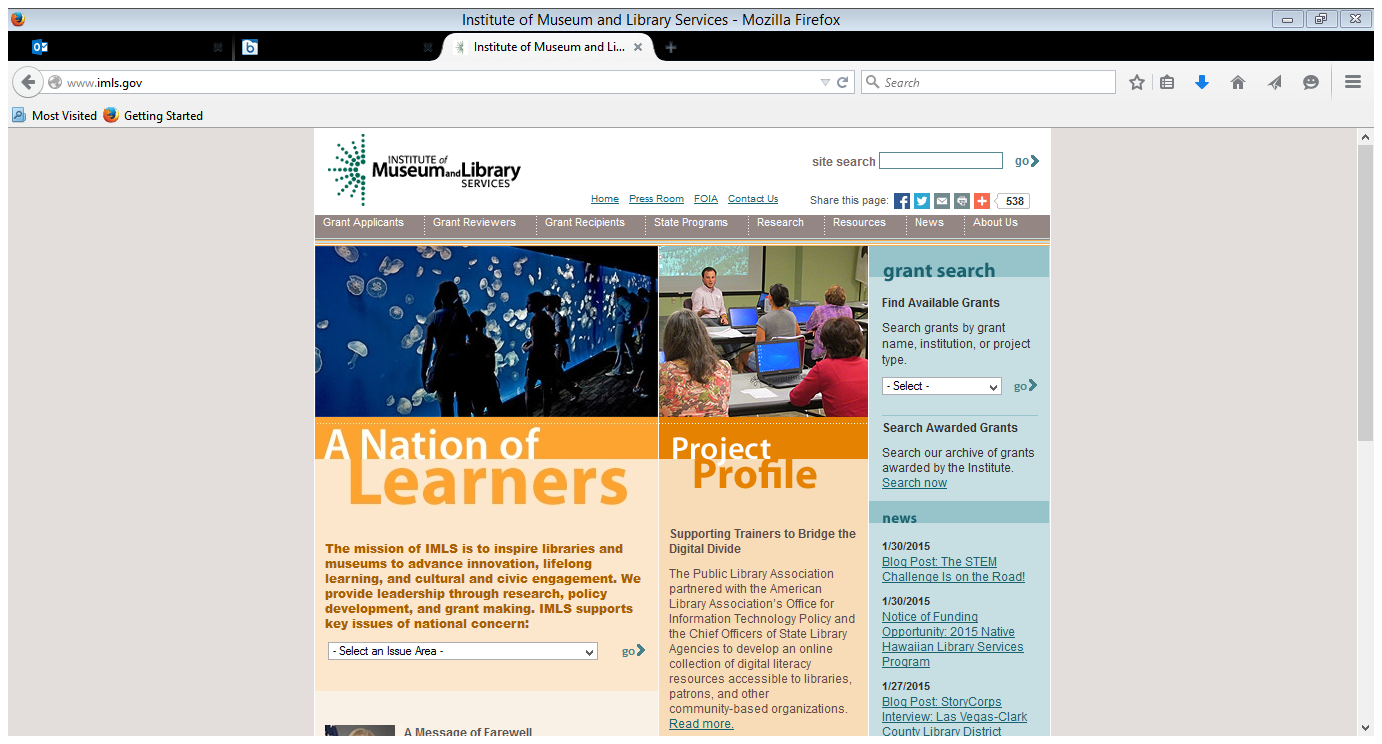 Institute of Museum and Library Services - Mozilla Firefox
Institute of Museum and Li...
www.imls.gov
Search
Most Visited
Getting Started
INSTITUTE of
Museum and Library
SERVICES
site search
go
Home Press Room FOIA Contact Us
Share this page:
538
Grant Applicants
Grant Reviewers
Grant Recipients
State Programs
Research
Resources
News
About Us
A Nation of
Learners
The mission of IMLS is to inspire libraries and
museums to advance innovation, lifelong
learning, and cultural and civic engagement. We
provide leadership through research, policy
development, and grant making. IMLS supports
key issues of national concern:
- Select an Issue Area -
go
A Message of Farewell
Project
Profile
Supporting Trainers to Bridge the
Digital Divide
The Public Library Association
partnered with the American
Library Association's Office for
Information Technology Policy and
the Chief Officers of State Library
Agencies to develop an online
collection of digital literacy
resources accessible to libraries,
patrons, and other
community-based organizations.
Read more.
grant search
Find Available Grants
Search grants by grant
name, institution, or project
type.
- Select -
go
Search Awarded Grants
Search our archive of grants
awarded by the Institute.
Search now
news
1/30/2015
Blog Post: The STEM
Challenge Is on the Road!
1/30/2015
Notice of Funding
Opportunity: 2015 Native
Hawaiian Library Services
Program
1/27/2015
Blog Post: StoryCorps
Interview: Las Vegas-Clark
County Library District